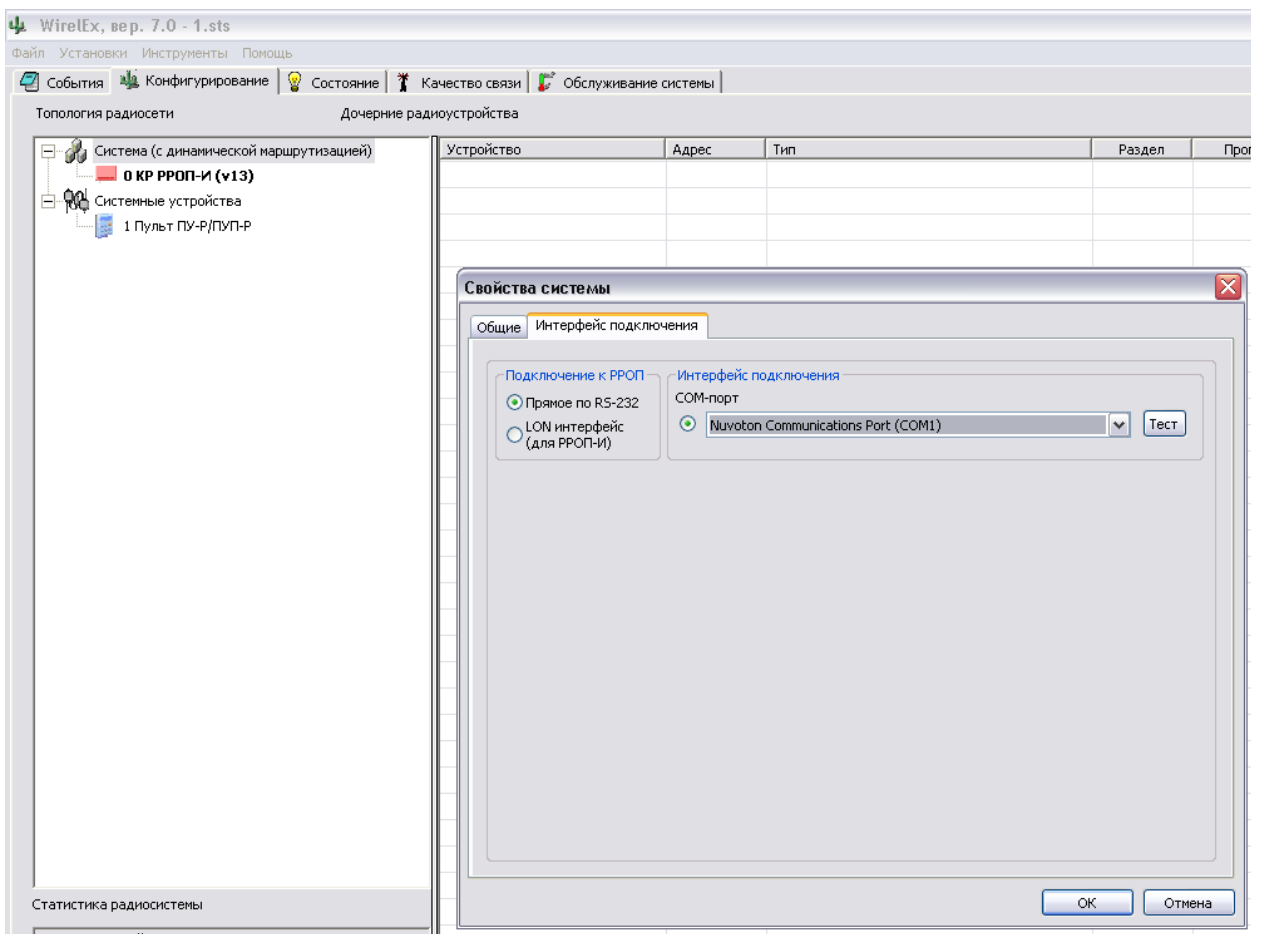 WirelEx, вер. 7.0 - 1.sts
Файл Установки Инструменты Помощь
События Конфигурирование Состояние Качество связи Обслуживание системы
Топология радиосети Дочерние радиоустройства
Система (с динамической маршрутизацией)
0 КР РРОП-И (v13)
Системные устройства
1 Пульт ПУ-Р/ПУП-Р
Устройство Адрес Тип Раздел
Свойства системы
Общие Интерфейс подключения
Подключение к РРОП
Прямое по RS-232
LON интерфейс
(для РРОП-И)
Интерфейс подключения
COM-порт
Nuvoton Communications Port (COM1) Тест
Статистика радиосистемы
OK Отмена